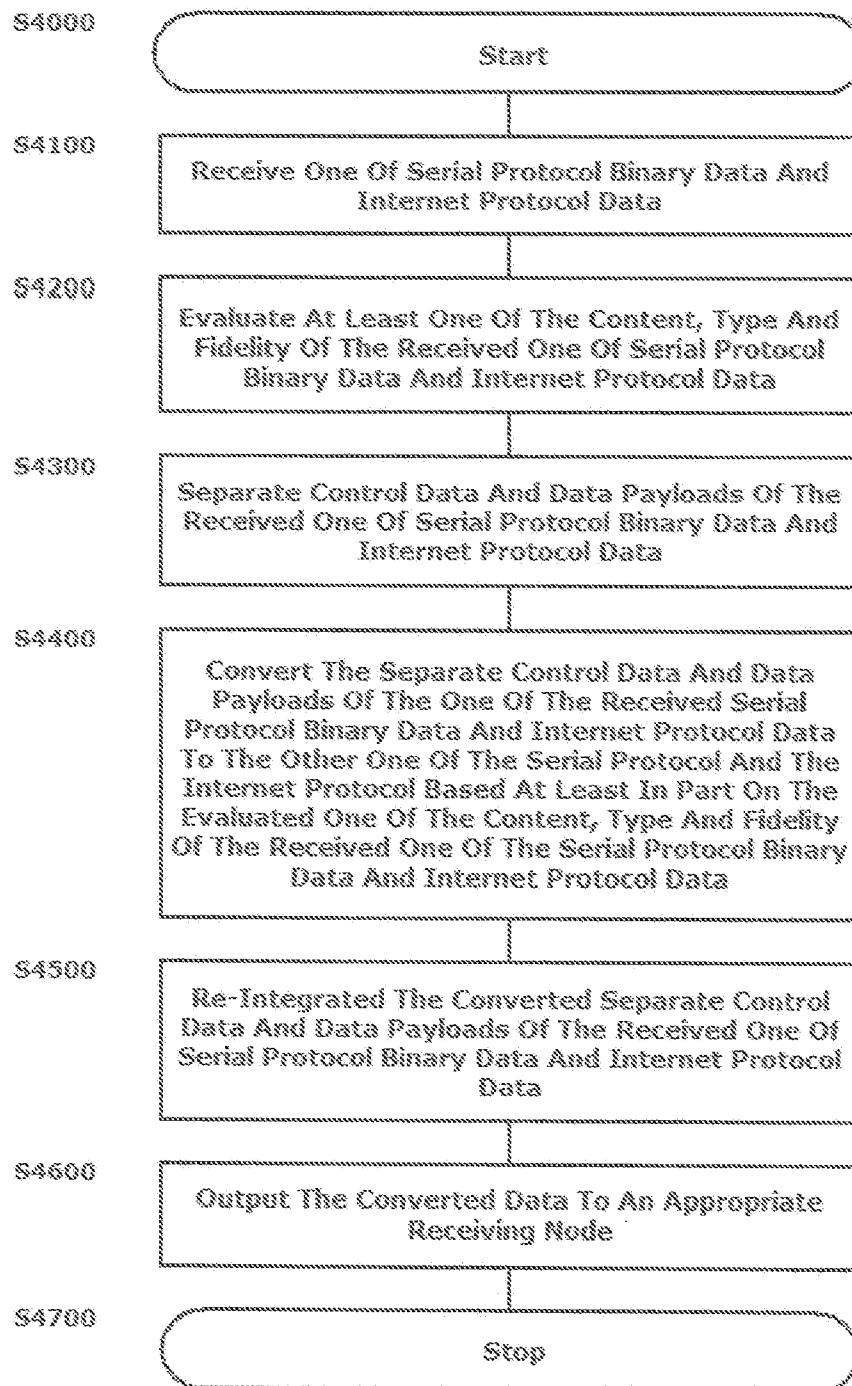 S4000
Start
S4100
Receive One Of Serial Protocol Binary Data And
Internet Protocol Data
S4200
Evaluate At Least One Of The Content, Type And
Fidelity Of The Received One Of Serial Protocol
Binary Data And Internet Protocol Data
S4300
Separate Control Data And Data Payloads Of The
Received One Of Serial Protocol Binary Data And
Internet Protocol Data
S4400
Convert The Separate Control Data And Data
Payloads Of The One Of The Received Serial
Protocol Binary Data And Internet Protocol Data
To The Other One Of The Serial Protocol And The
Internet Protocol Based At Least In Part On The
Evaluated One Of The Content, Type And Fidelity
Of The Received One Of The Serial Protocol Binary
Data And Internet Protocol Data
S4500
Re-Integrated The Converted Separate Control
Data And Data Payloads Of The Received One Of
Serial Protocol Binary Data And Internet Protocol
Data
S4600
Output The Converted Data To An Appropriate
Receiving Node
S4700
Stop